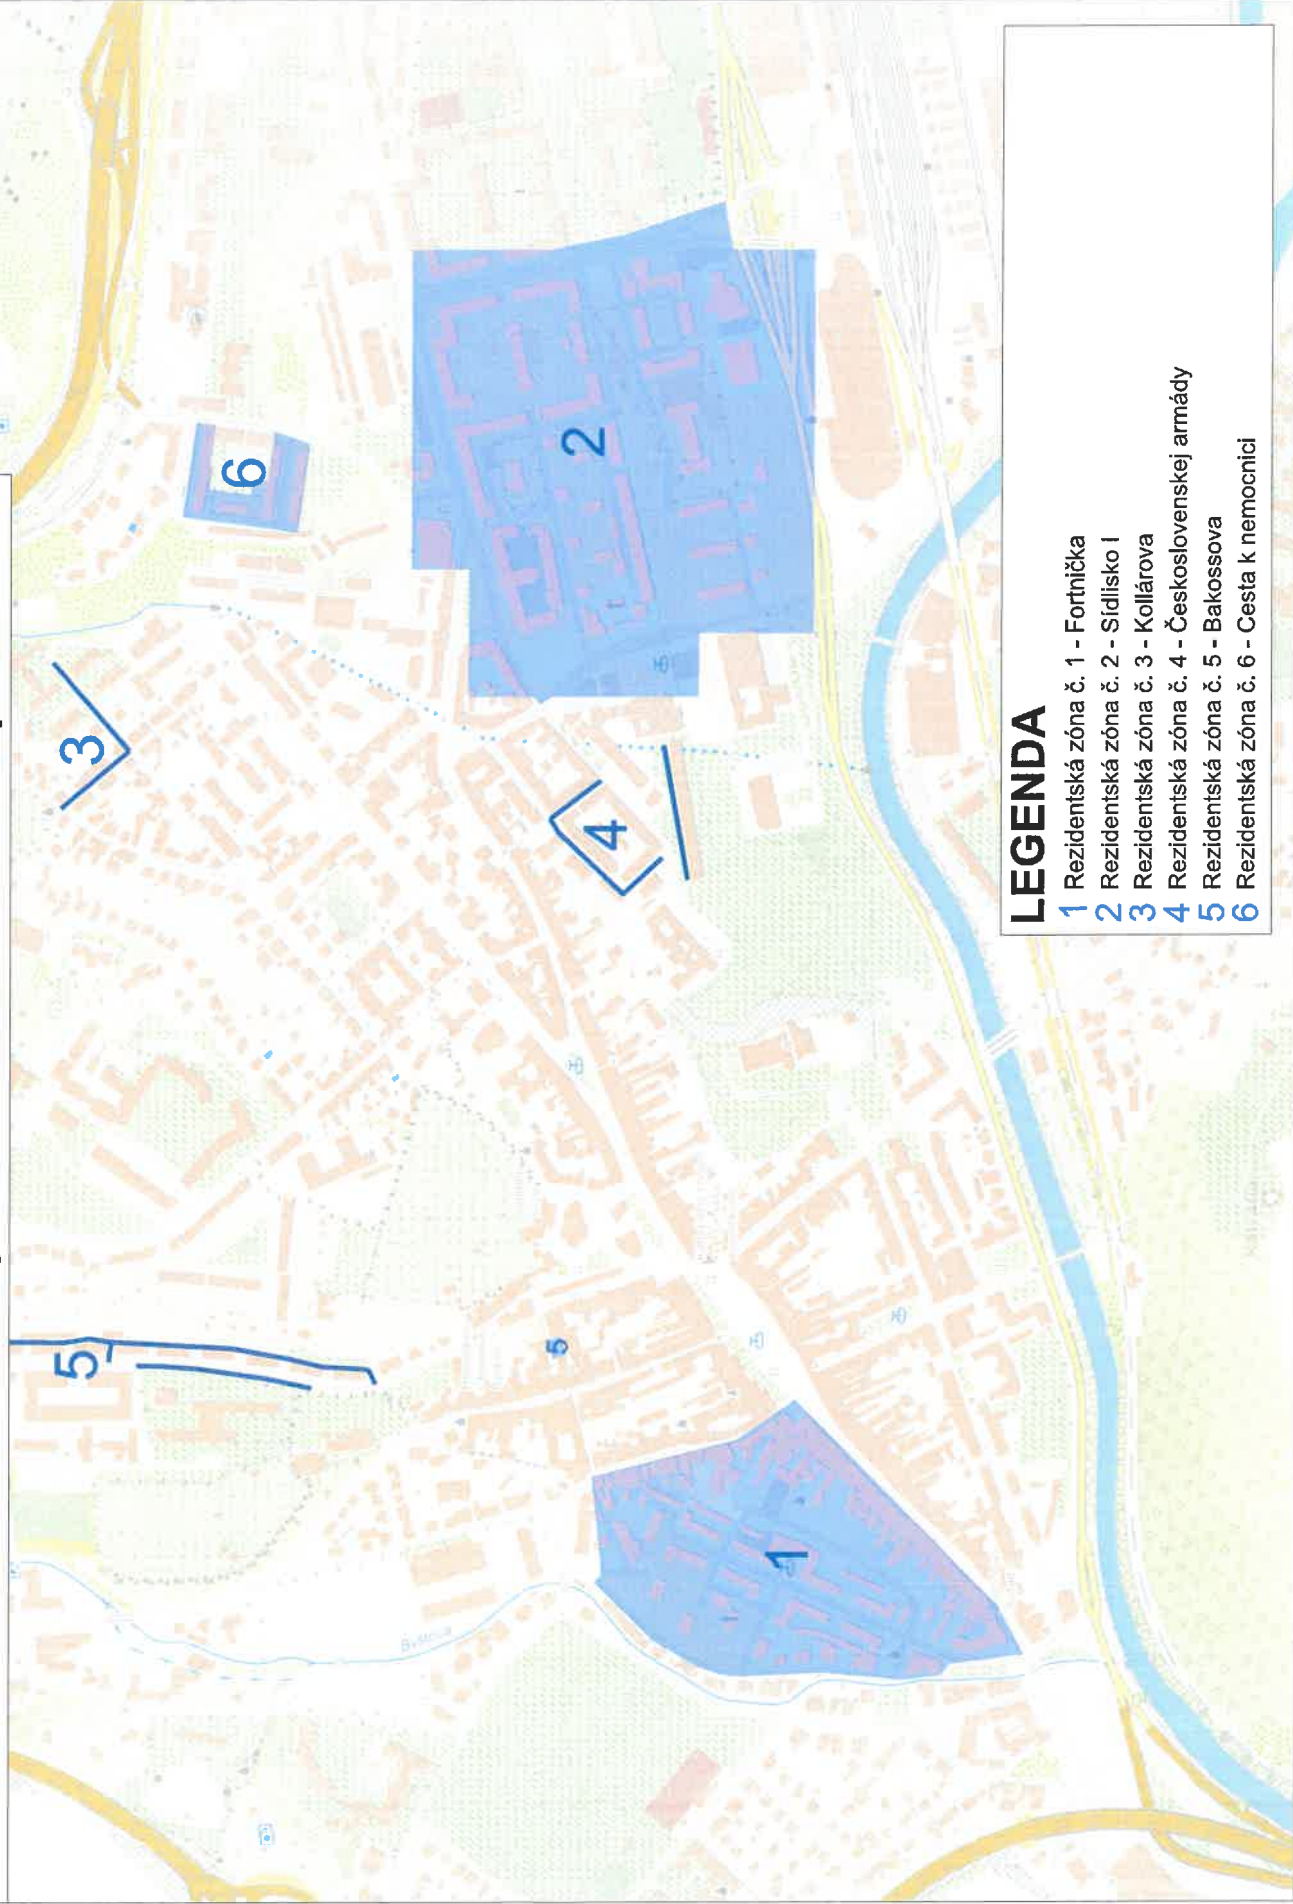 3
6
2
5
4
5
1
Bystrica
LEGENDA
1 Rezidentská zóna č. 1 - Fortnička
2 Rezidentská zóna č. 2 - Sídlisko I
3 Rezidentská zóna č. 3 - Kollárova
4 Rezidentská zóna č. 4 - Československej armády
5 Rezidentská zóna č. 5 - Bakossova
6 Rezidentská zóna č. 6 - Cesta k nemocnici